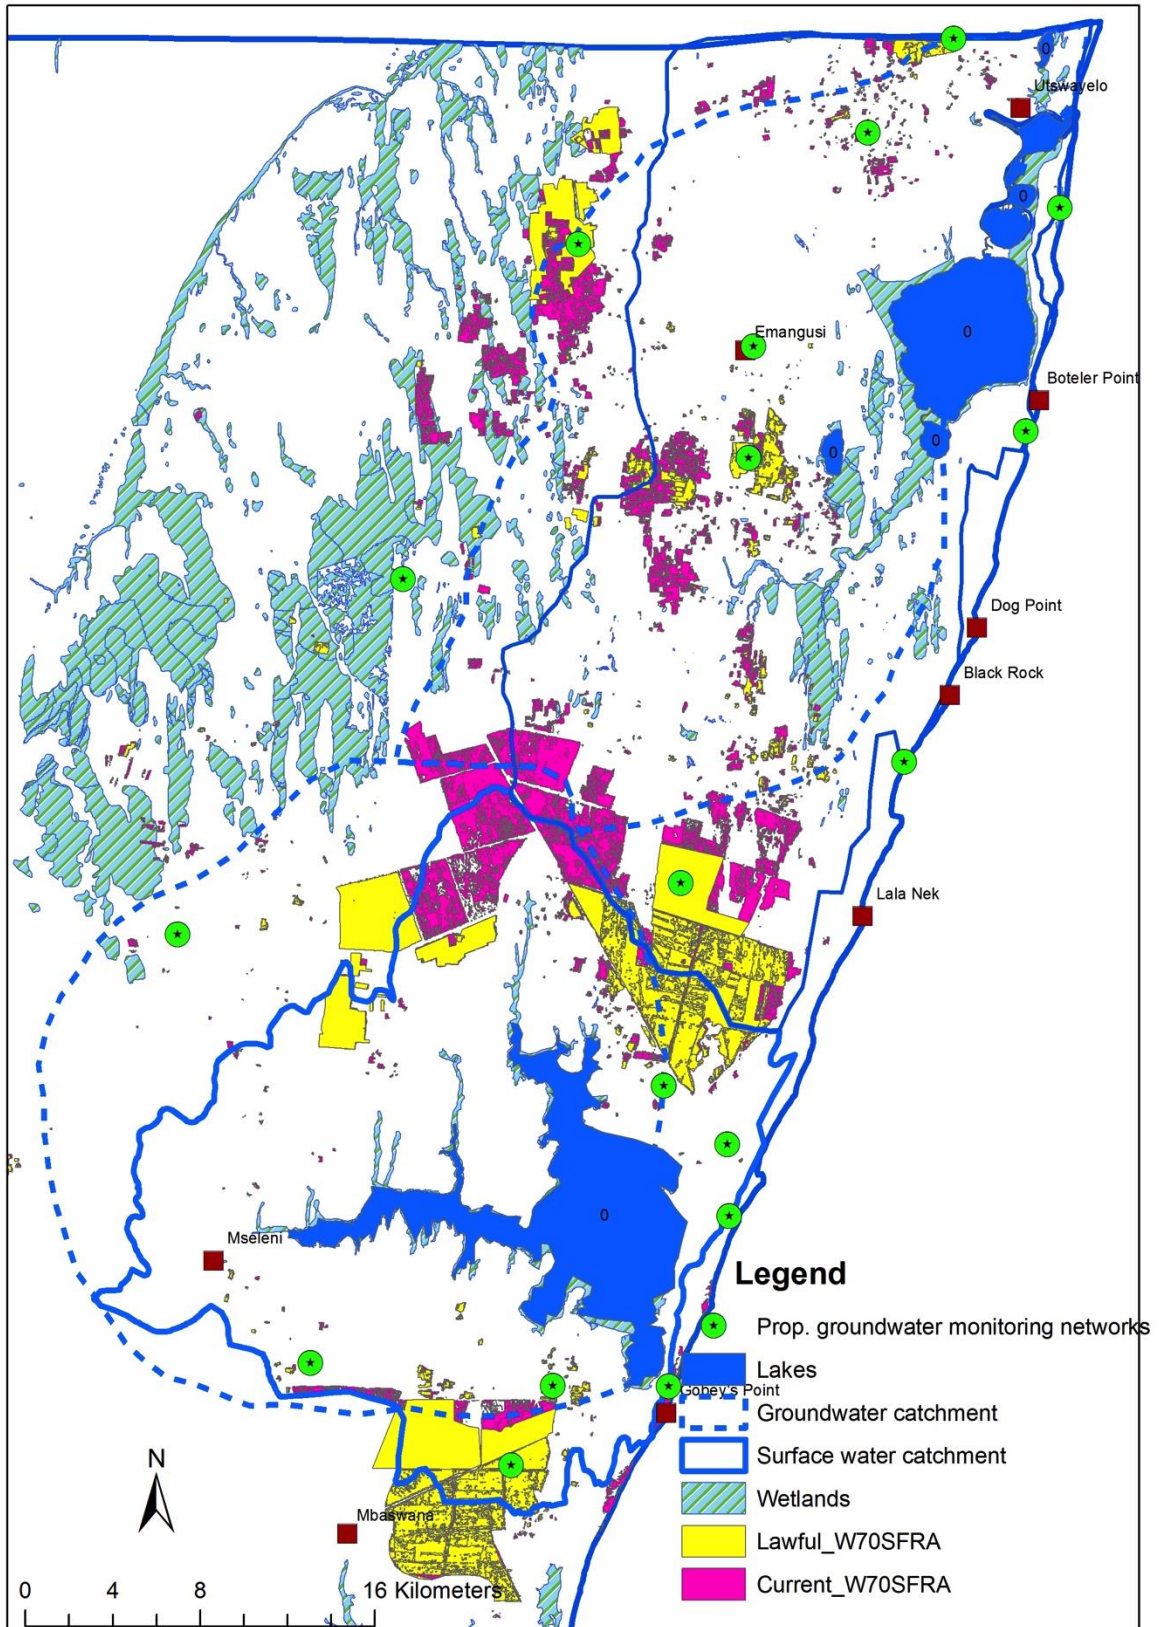 0
Utswayelo
0
Emangusi
0
Boteler Point
0
0
Dog Point
Black Rock
Lala Nek
0
Mseleni
Legend
Prop. groundwater monitoring networks
Lakes
Gobey's Point
Groundwater catchment
Surface water catchment
N
Wetlands
Mbaswana
Lawful_W70SFRA
Current_W70SFRA
0 4 8 16 Kilometers